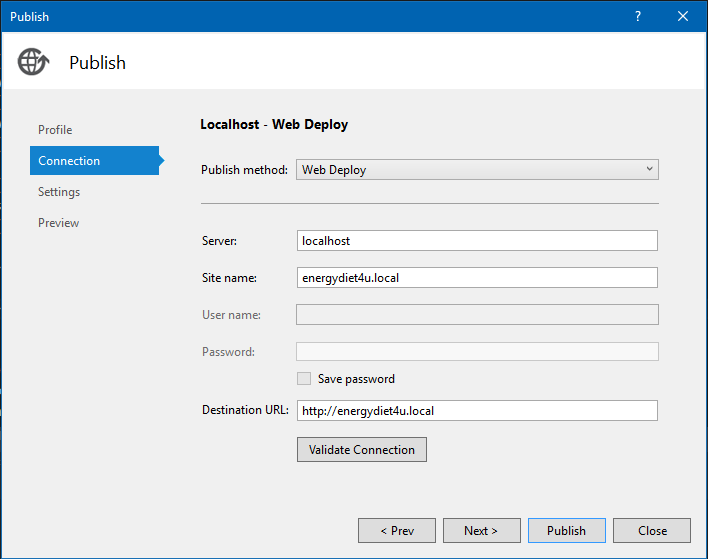 Publish
?
Publish
Profile
Connection
Settings
Preview
Localhost - Web Deploy
Publish method: Web Deploy
Server: localhost
Site name: energydiet4u.local
User name:
Password:
Save password
Destination URL: http://energydiet4u.local
Validate Connection
< Prev Next > Publish Close